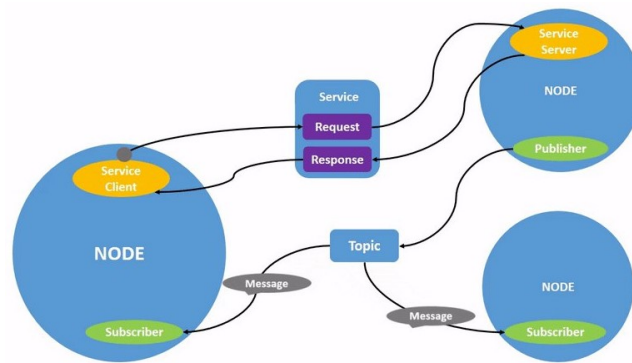 Service
Server
Service
NODE
Request
Response
Publisher
Service
Client
NODE
Topic
Message
Message
NODE
Subscriber
Subscriber